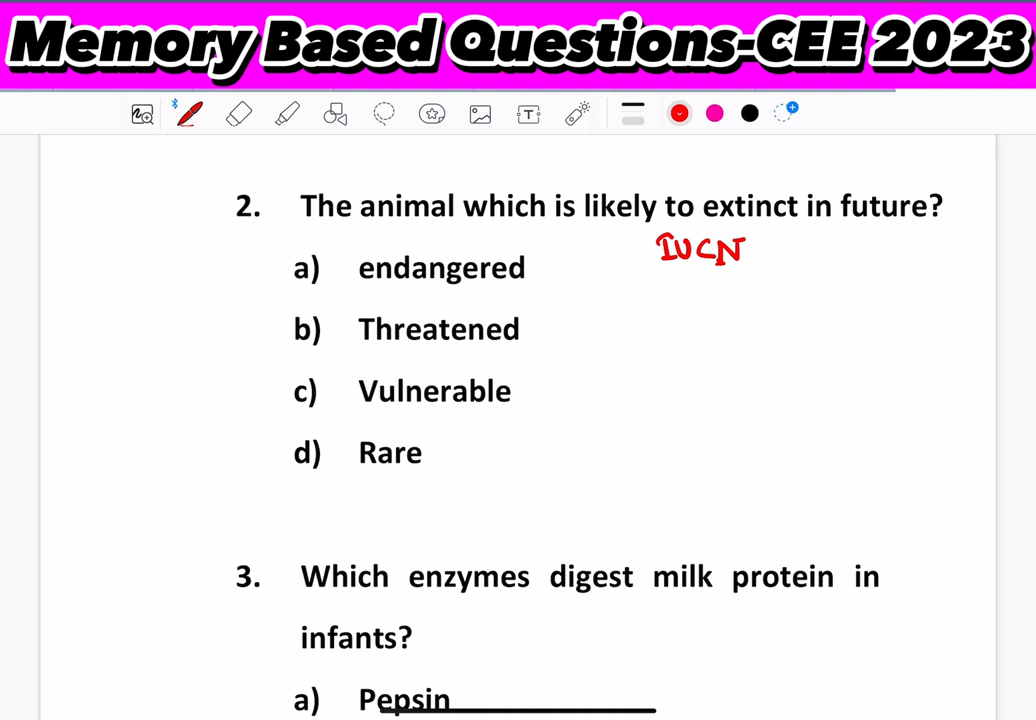 Memory Based Questions-CEE 2023
T
2. The animal which is likely to extinct in future?
IUCN
a) endangered
b) Threatened
c) Vulnerable
d) Rare
3. Which enzymes digest milk protein in
infants?
a) Pepsin